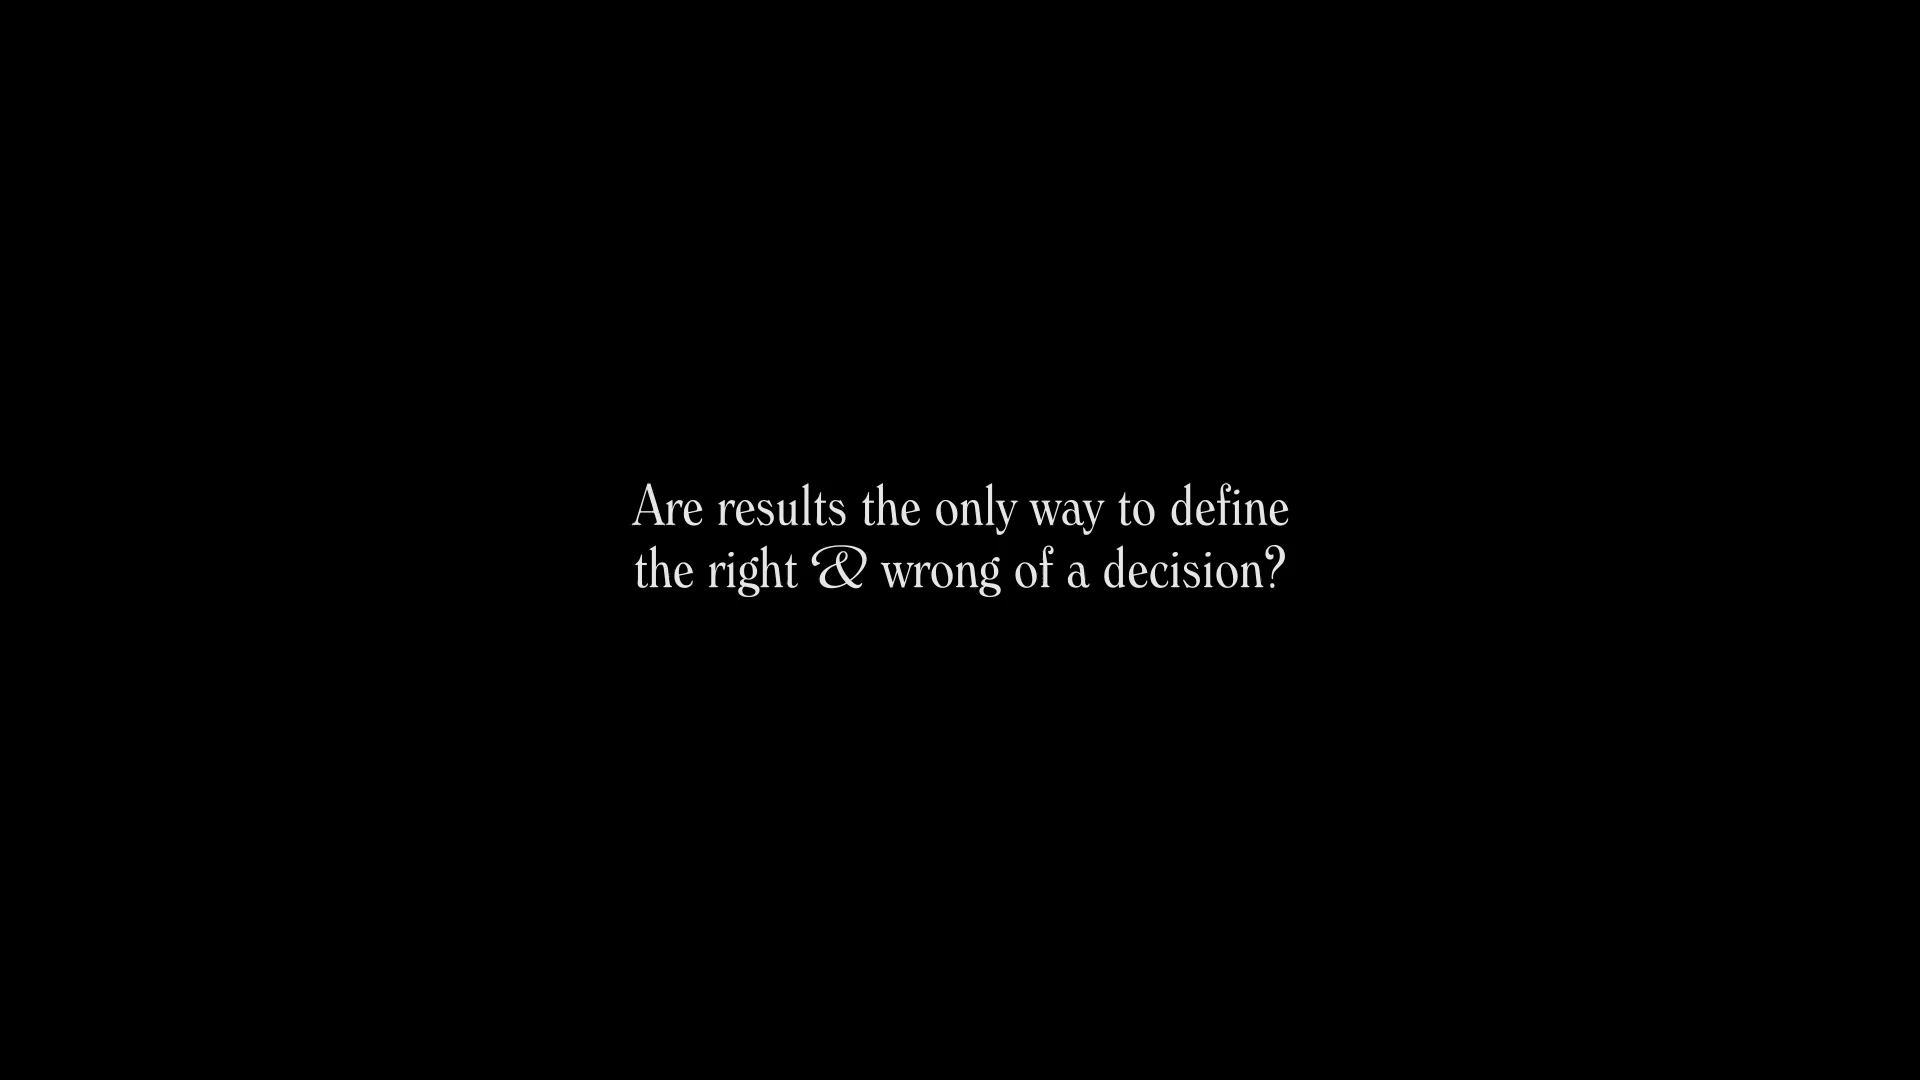 Are results the only way to define
the right & wrong of a decision?